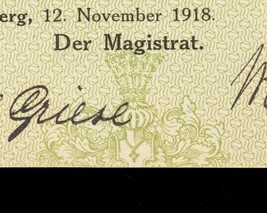 erg, 12. November 1918.
Der Magistrat.
Griese